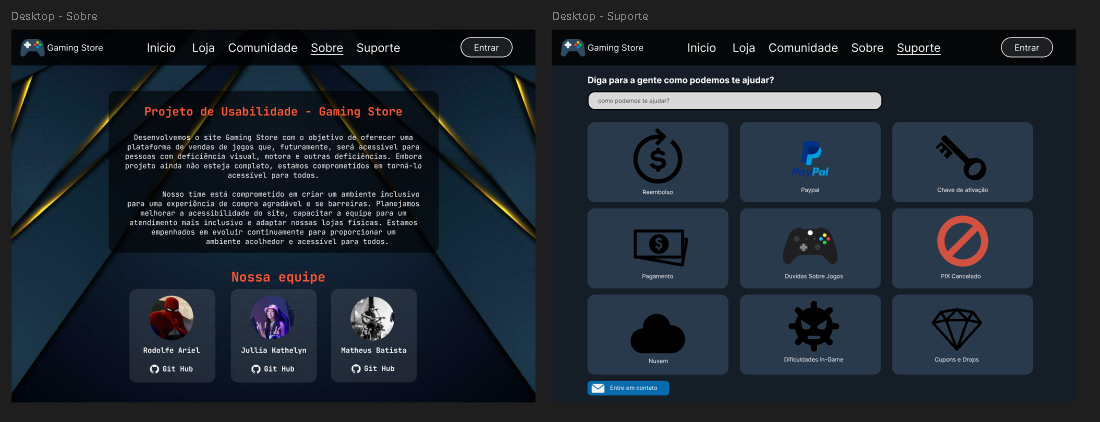 Desktop - Sobre
Gaming Store
Inicio Loja Comunidade Sobre Suporte
Entrar
Projeto de Usabilidade - Gaming Store
Desenvolvemos o site Gaming Store com o objetivo de oferecer uma
plataforma de vendas de jogos que, futuramente, será acessível para
pessoas com deficiência visual, motora e outras deficiências. Embora
projeto ainda não esteja completo, estamos comprometidos em torná-lo
acessível para todos.
Nosso time está comprometido em criar um ambiente inclusivo
para uma experiência de compra agradável e se barreiras. Planejamos
melhorar a acessibilidade do site, capacitar a equipe para um
atendimento mais inclusivo e adaptar nossas lojas físicas. Estamos
empenhados em evoluir continuamente para proporcionar um
ambiente acolhedor e acessível para todos.
Nossa equipe
Rodolfe Ariel
Git Hub
Jullia Kathelyn
Git Hub
Matheus Batista
Git Hub
Desktop - Suporte
Gaming Store
Inicio Loja Comunidade Sobre Suporte
Entrar
Diga para a gente como podemos te ajudar?
como podemos te ajudar?
Reembolso
PayPal
Paypal
Chave de ativação
Pagamento
Duvidas Sobre Jogos
PIX Cancelado
Nuvem
Dificuldades In-Game
Cupons e Drops
Entre em contato